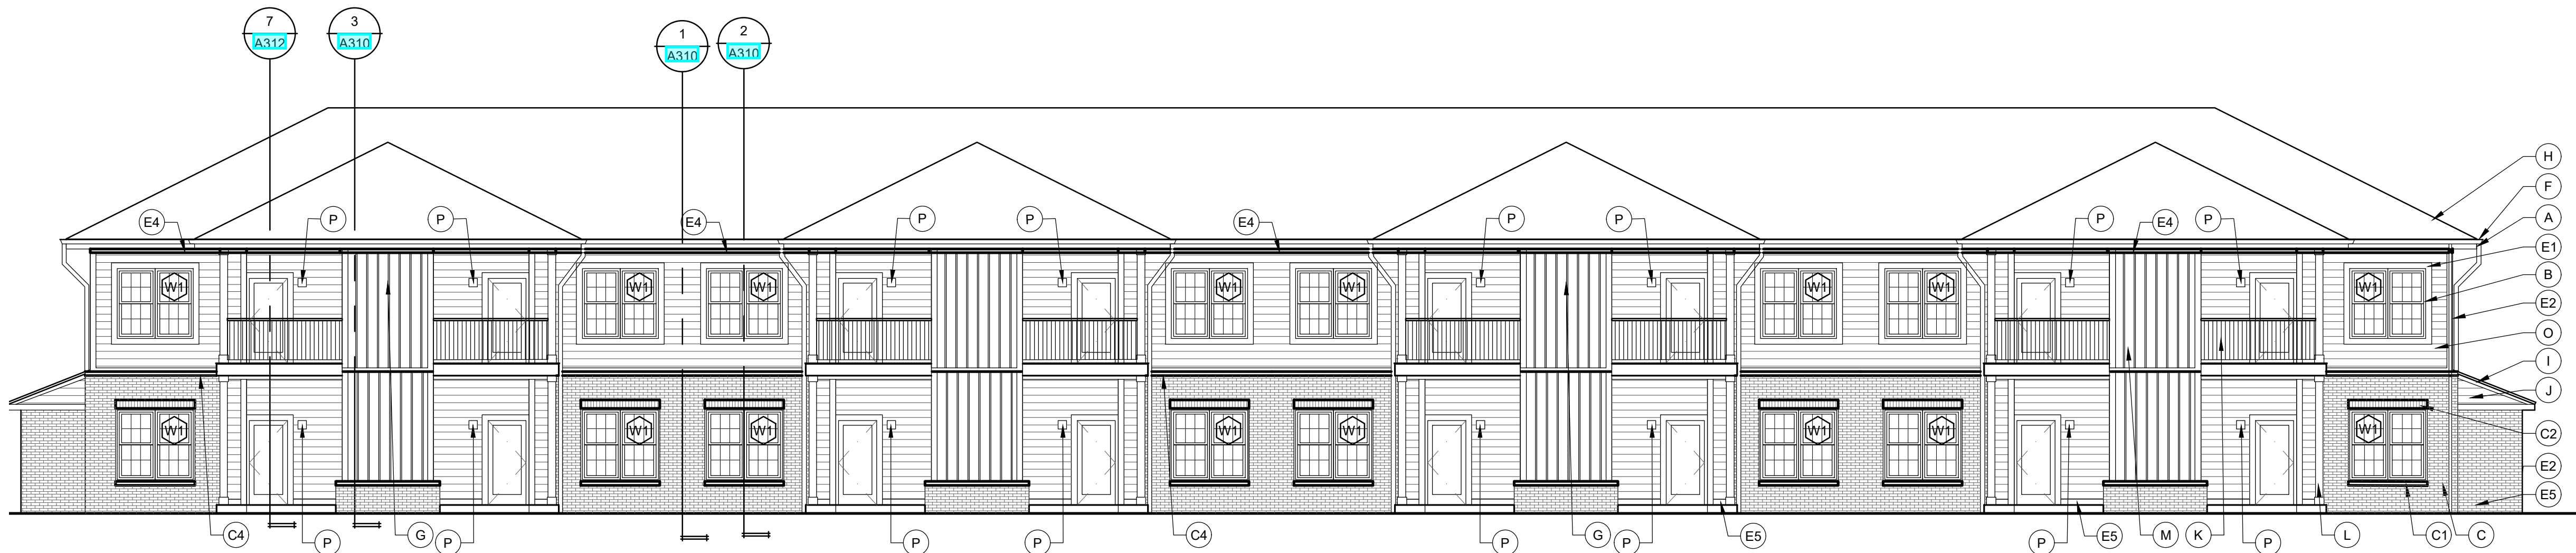 7
A312
3
A310
1
A310
2
A310
H
F
E4 P P E4 P P E4 P P P E4 P A
E1
W1 W1 W1 W1 W1 W1 W1 W1 B
E2
O
I
J
W1 W1 W1 W1 W1 W1 W1 W1 C2
E2
E5
C4 P G P P P C4 P G P E5 P E5 M K P L C1 C